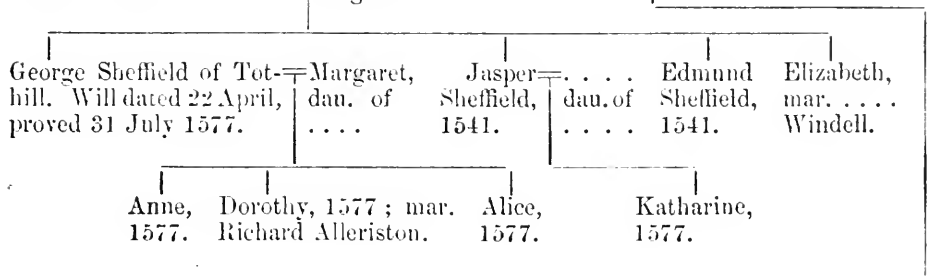 George Sheffield of Tot-=Margaret,
hill. Will dated 22 April, dau. of
proved 31 July 1577. . . . .
Jasper=. . . .
Sheffield, dau. of
1541. . . . .
Edmund
Sheffield,
1541.
Elizabeth,
mar. . . . .
Windell.
Anne,
1577.
Dorothy, 1577 ; mar.
Richard Alleriston.
Alice,
1577.
Katharine,
1577.